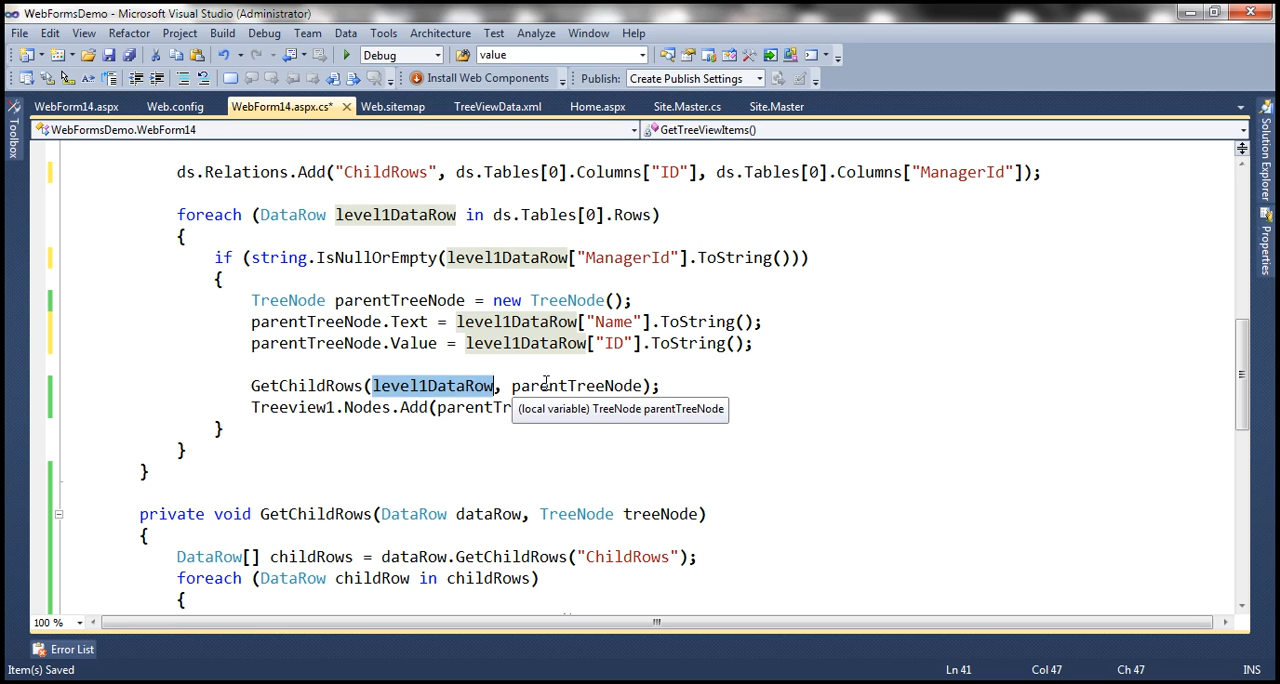 WebFormsDemo - Microsoft Visual Studio (Administrator)
File Edit View Refactor Project Build Debug Team Data Tools Architecture Test Analyze Window Help
Debug value
Install Web Components Publish: Create Publish Settings
WebForm14.aspx Web.config WebForm14.aspx.cs* Web.sitemap TreeViewData.xml Home.aspx Site.Master.cs Site.Master
WebFormsDemo.WebForm14 GetTreeViewItems()
Toolbox
Solution Explorer
Properties
ds.Relations.Add("ChildRows", ds.Tables[0].Columns["ID"], ds.Tables[0].Columns["ManagerId"]);
foreach (DataRow level1DataRow in ds.Tables[0].Rows)
{
if (string.IsNullOrEmpty(level1DataRow["ManagerId"].ToString()))
{
TreeNode parentTreeNode = new TreeNode();
parentTreeNode.Text = level1DataRow["Name"].ToString();
parentTreeNode.Value = level1DataRow["ID"].ToString();
GetChildRows(level1DataRow, parentTreeNode);
Treeview1.Nodes.Add(parentTr
(local variable) TreeNode parentTreeNode
}
}
}
private void GetChildRows(DataRow dataRow, TreeNode treeNode)
{
DataRow[] childRows = dataRow.GetChildRows("ChildRows");
foreach (DataRow childRow in childRows)
{
100 %
Error List
Item(s) Saved Ln 41 Col 47 Ch 47 INS